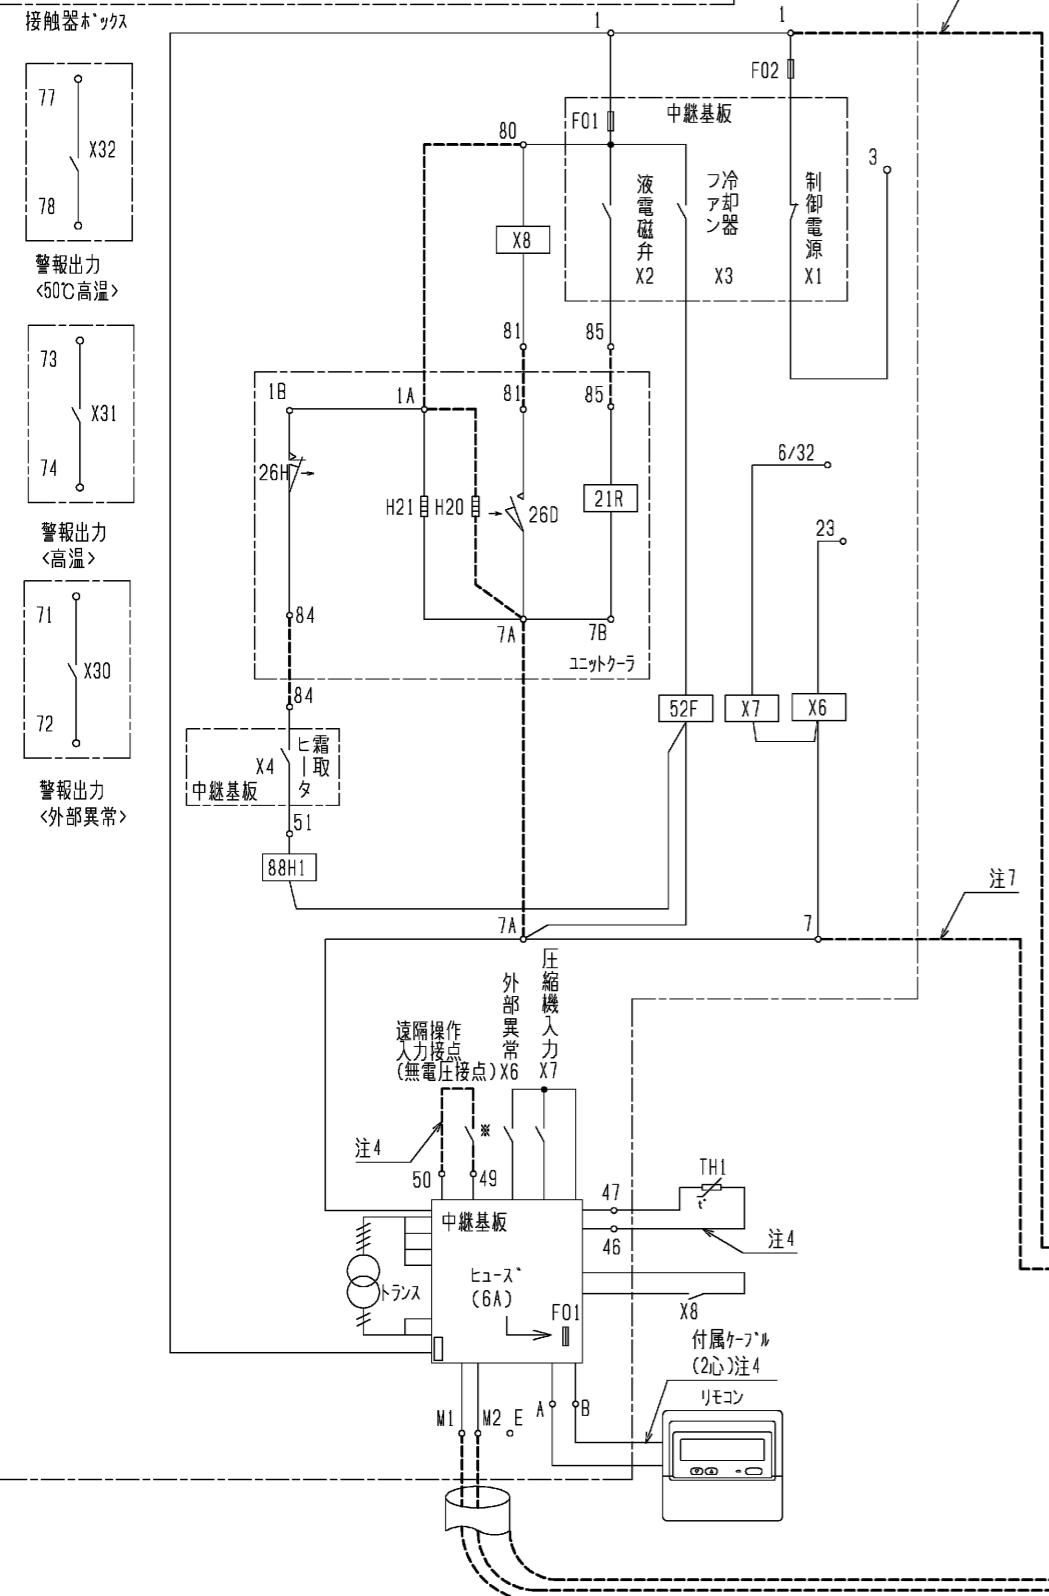 接触器ボックス
77
X32
78
警報出力
<50℃高温>
73
X31
74
警報出力
<高温>
71
X30
72
警報出力
<外部異常>
1
1
F02
F01
中継基板
80
3
液電磁弁
X2
冷却器
ファン
X3
制御電源
X1
X8
81
85
1B
1A
81
85
26H
H21
H20
26D
21R
6/32
23
84
7A
7B
ユニットクーラ
84
52F
X7
X6
X4
霜取
ヒータ
中継基板
51
88H1
7A
7
注7
遠隔操作
入力接点
(無電圧接点)
外部異常
X6
圧縮機入力
X7
※
注4
50
49
中継基板
47
46
TH1
t°
注4
トランス
ヒューズ
(6A)
F01
X8
付属ケーブル
(2心)注4
リモコン
M1
M2
E
A
B